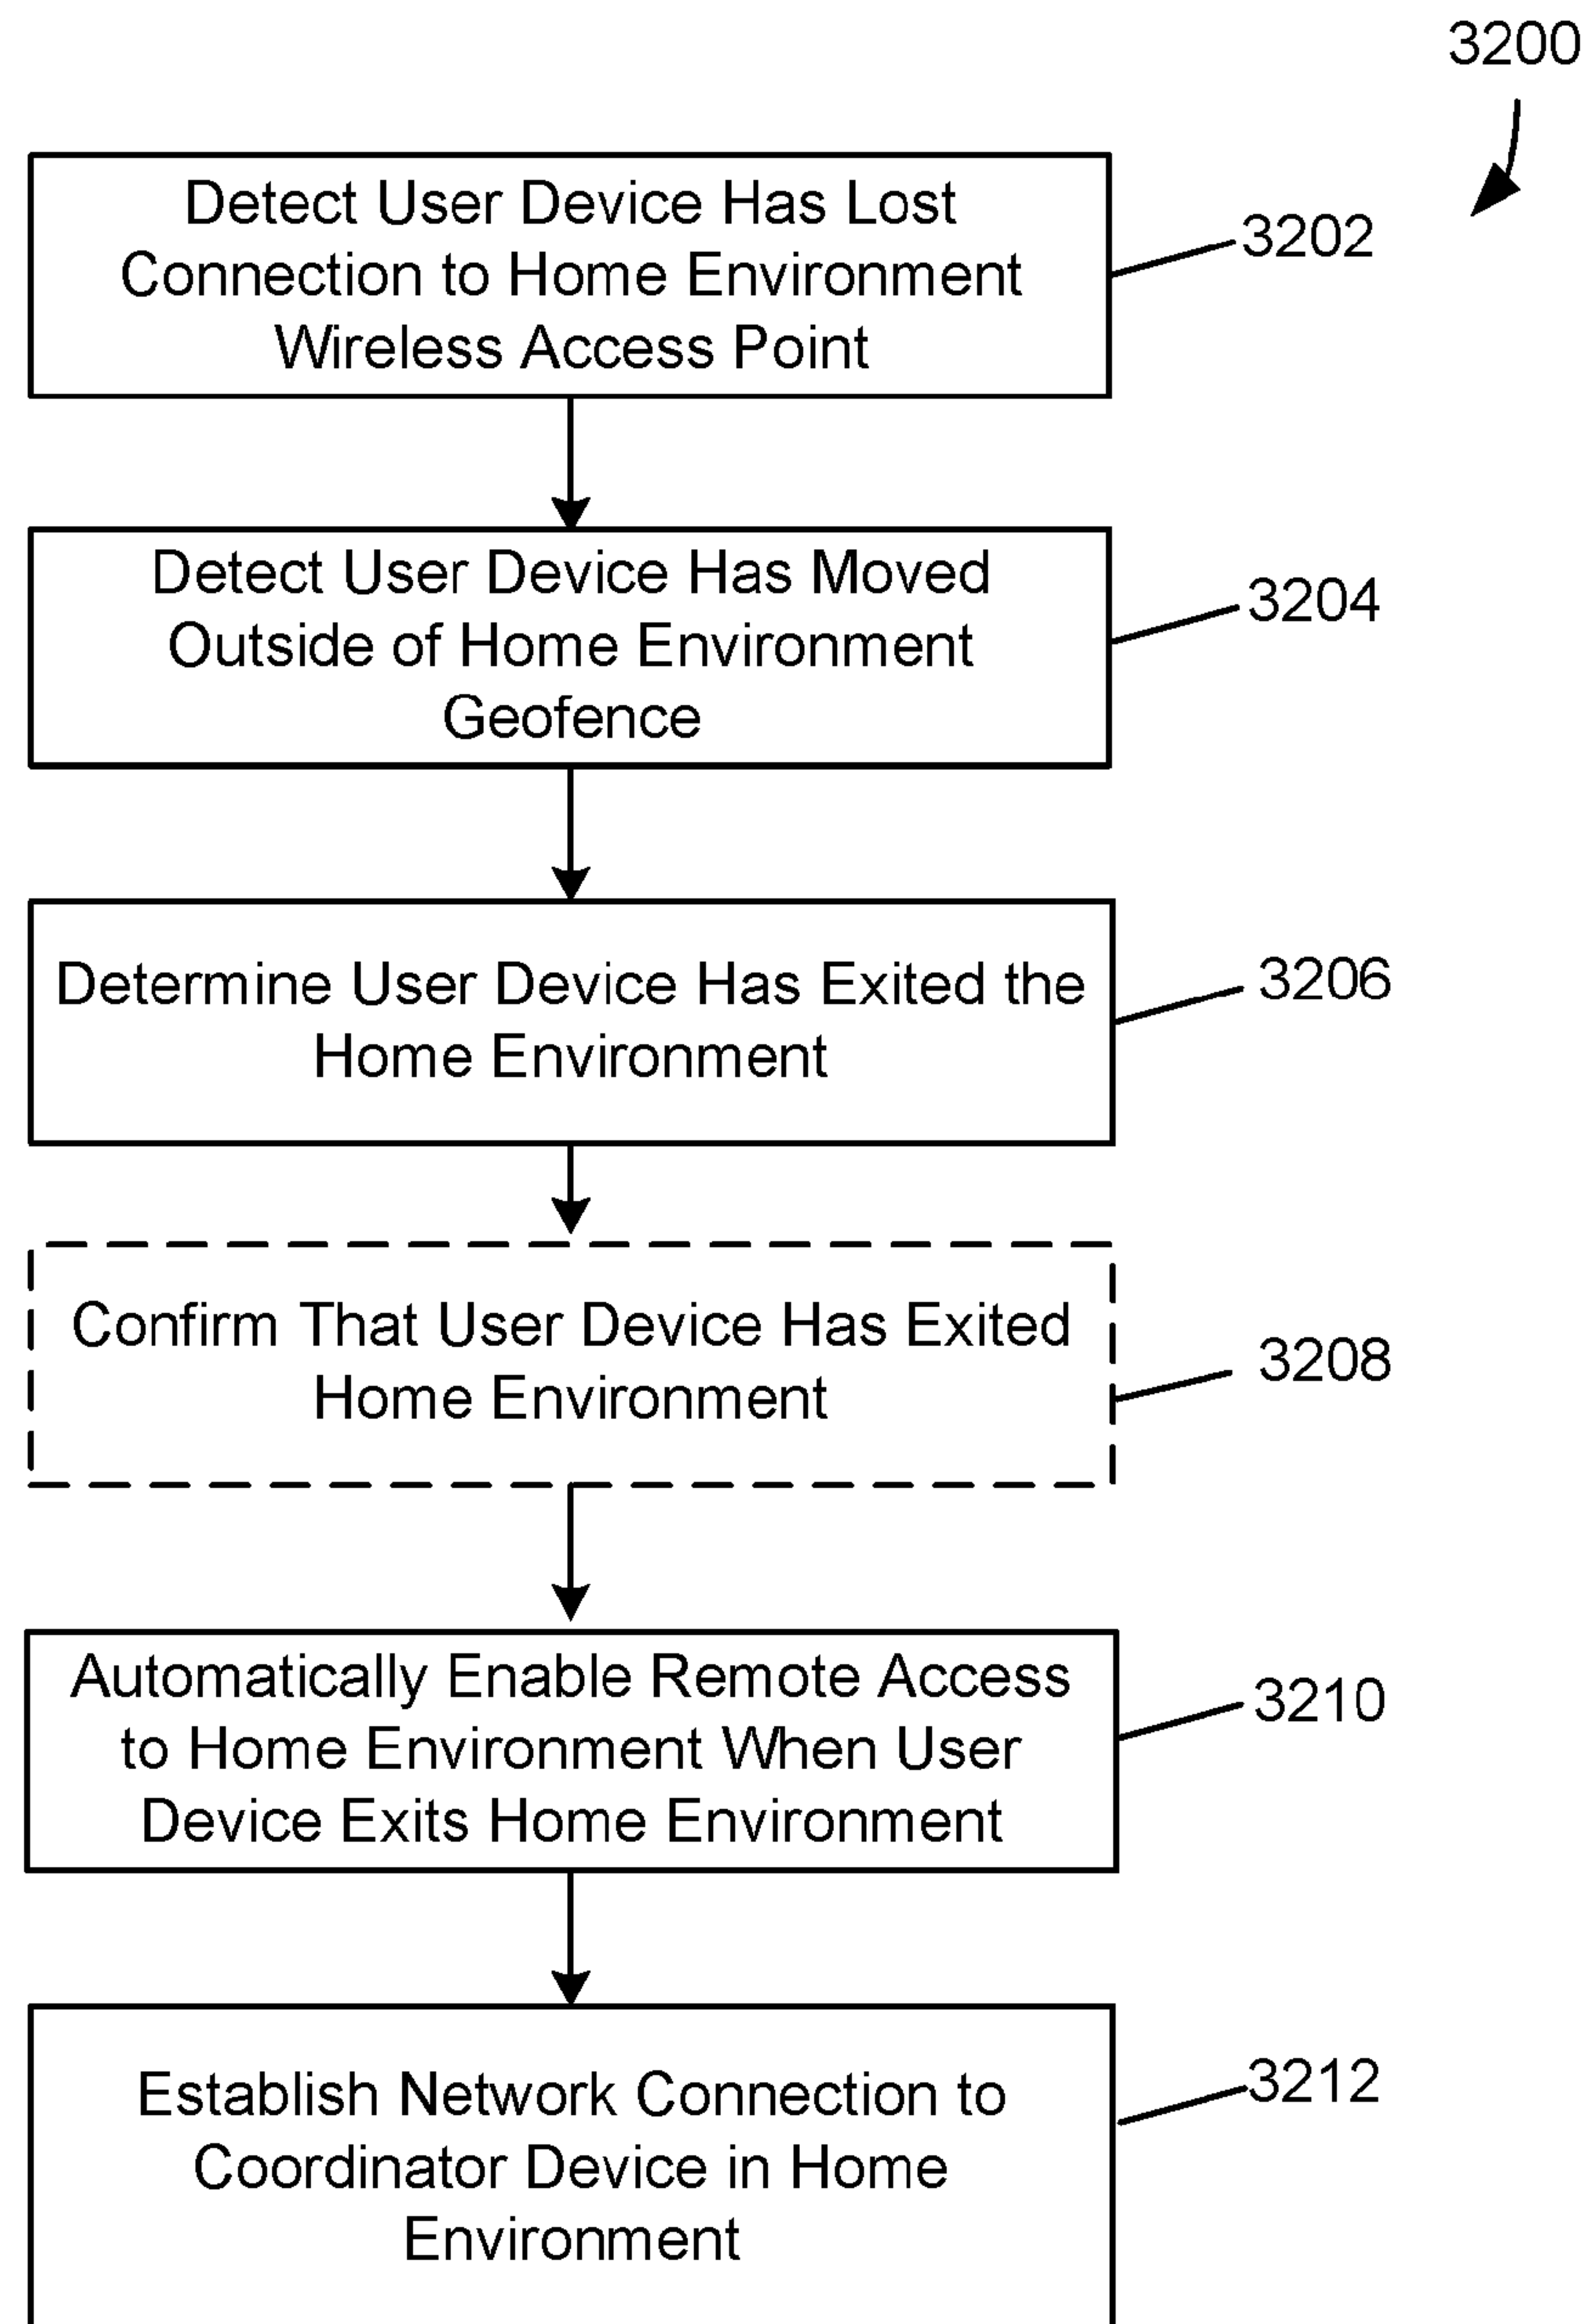 3200
Detect User Device Has Lost
Connection to Home Environment
Wireless Access Point
3202
Detect User Device Has Moved
Outside of Home Environment
Geofence
3204
Determine User Device Has Exited the
Home Environment
3206
Confirm That User Device Has Exited
Home Environment
3208
Automatically Enable Remote Access
to Home Environment When User
Device Exits Home Environment
3210
Establish Network Connection to
Coordinator Device in Home
Environment
3212